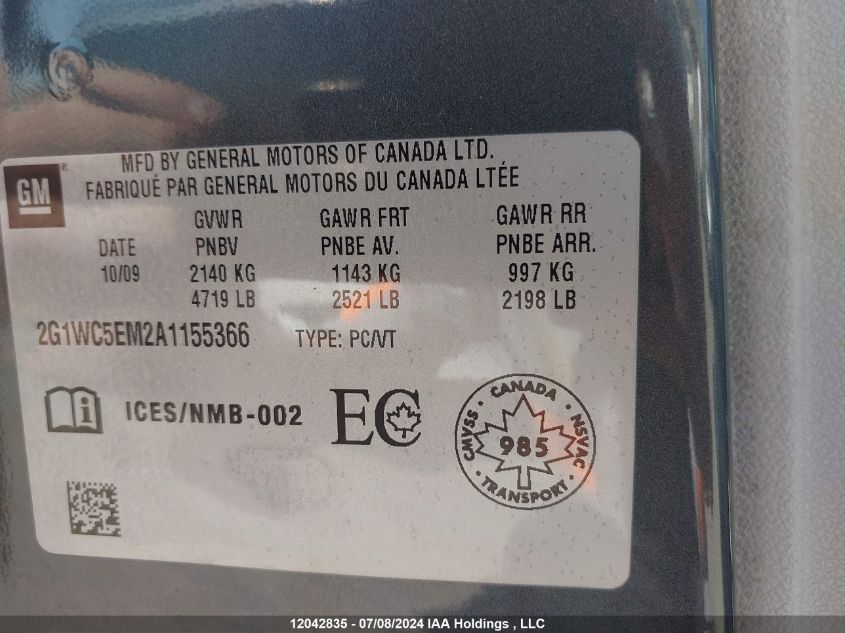 MFD BY GENERAL MOTORS OF CANADA LTD.
GM®
FABRIQUÉ PAR GENERAL MOTORS DU CANADA LTÉE
GVWR GAWR FRT GAWR RR
DATE PNBV PNBE AV. PNBE ARR.
10/09 2140 KG 1143 KG 997 KG
4719 LB 2521 LB 2198 LB
2G1WC5EM2A1155366 TYPE: PC/VT
i ICES/NMB-002 EC
CANADA
CMVSS 985 NSVAC
TRANSPORT
12042835 - 07/08/2024 IAA Holdings , LLC